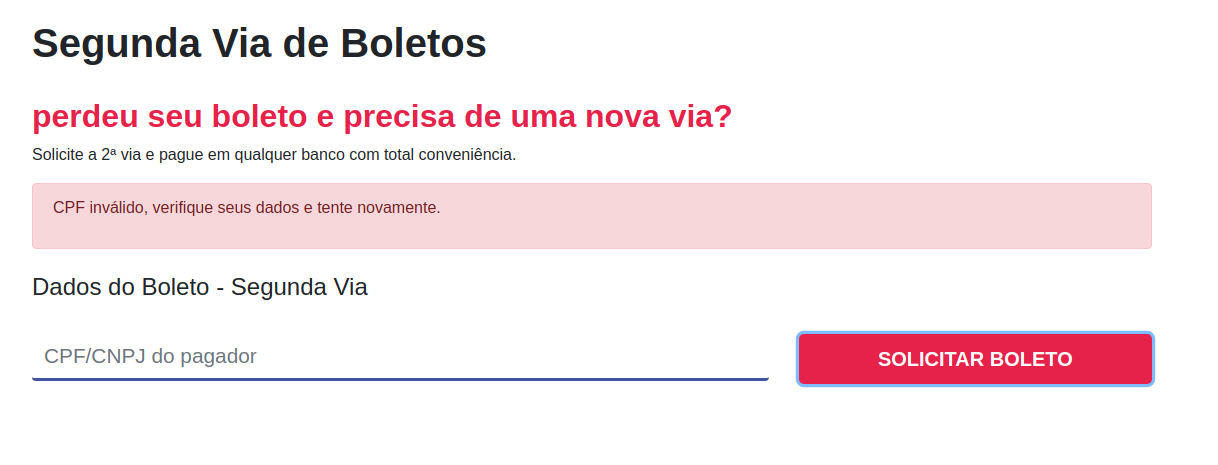 Segunda Via de Boletos
perdeu seu boleto e precisa de uma nova via?
Solicite a 2ª via e pague em qualquer banco com total conveniência.
CPF inválido, verifique seus dados e tente novamente.
Dados do Boleto - Segunda Via
CPF/CNPJ do pagador
SOLICITAR BOLETO